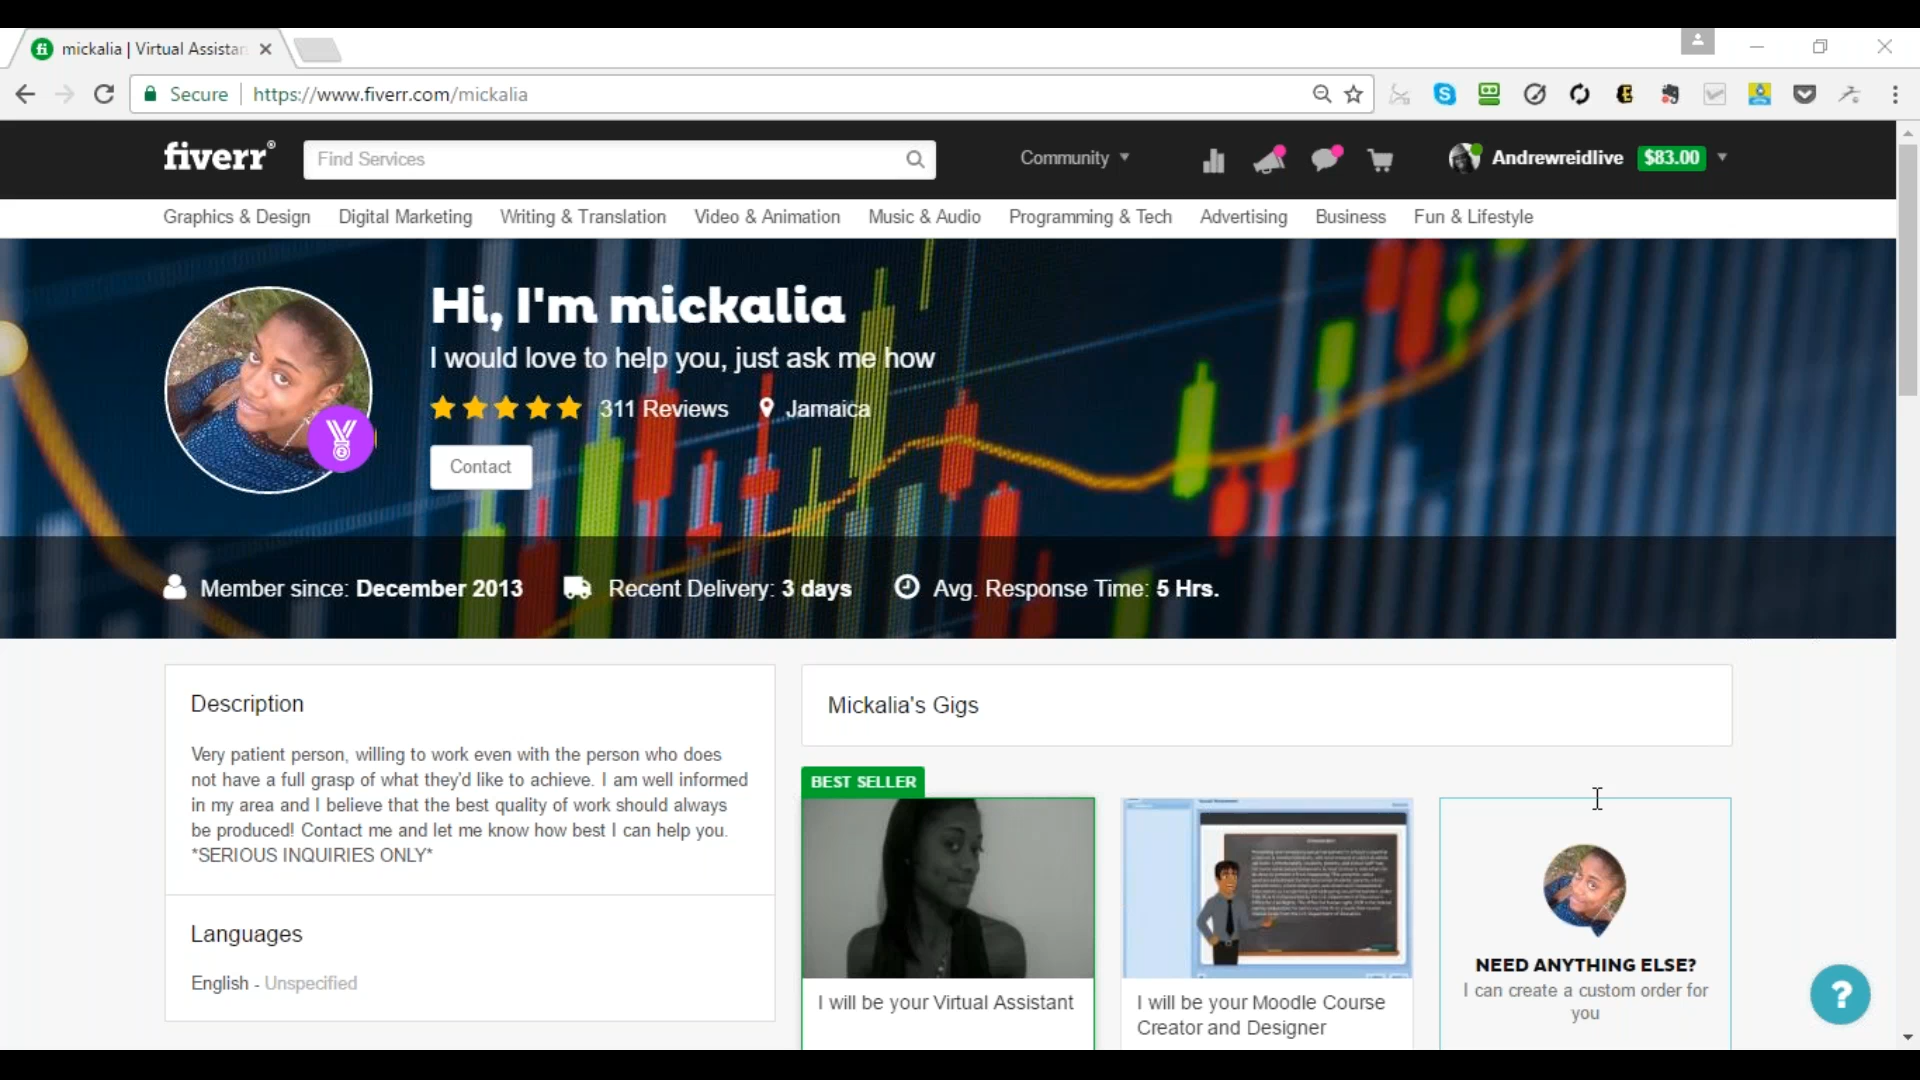 mickalia | Virtual Assistan
Secure
https://www.fiverr.com/mickalia
fiverr®
Find Services
Community
Andrewreidlive
$83.00
Graphics & Design
Digital Marketing
Writing & Translation
Video & Animation
Music & Audio
Programming & Tech
Advertising
Business
Fun & Lifestyle
Hi, I'm mickalia
I would love to help you, just ask me how
311 Reviews
Jamaica
Contact
Member since: December 2013
Recent Delivery: 3 days
Avg. Response Time: 5 Hrs.
Description
Very patient person, willing to work even with the person who does
not have a full grasp of what they'd like to achieve. I am well informed
in my area and I believe that the best quality of work should always
be produced! Contact me and let me know how best I can help you.
*SERIOUS INQUIRIES ONLY*
Languages
English - Unspecified
Mickalia's Gigs
BEST SELLER
I will be your Virtual Assistant
I will be your Moodle Course
Creator and Designer
NEED ANYTHING ELSE?
I can create a custom order for
you
?